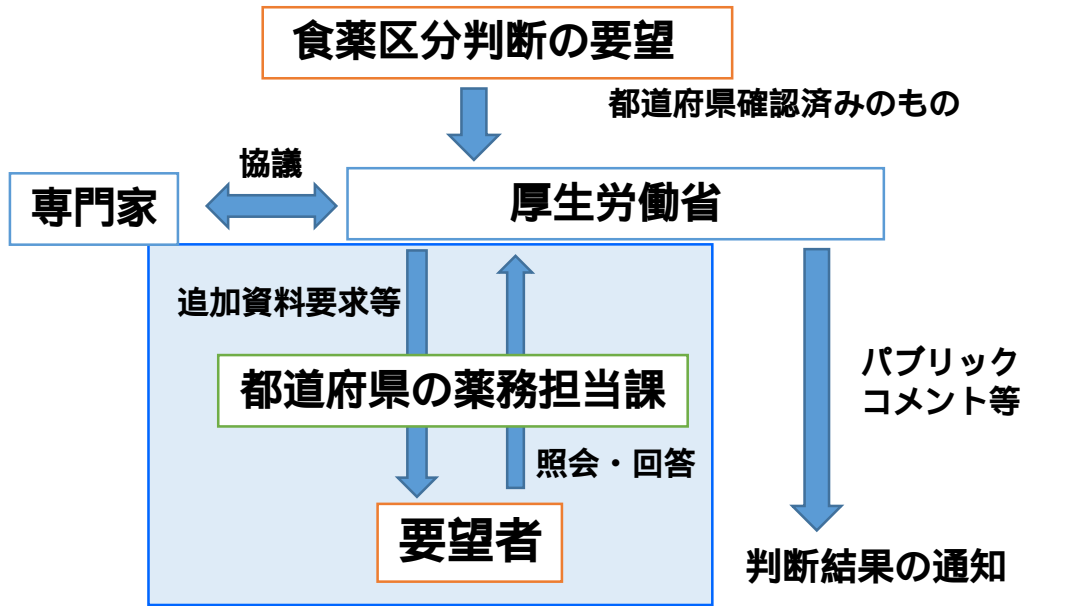 食薬区分判断の要望
都道府県確認済みのもの
協議
専門家
厚生労働省
追加資料要求等
都道府県の薬務担当課
パブリック
コメント等
照会・回答
要望者
判断結果の通知